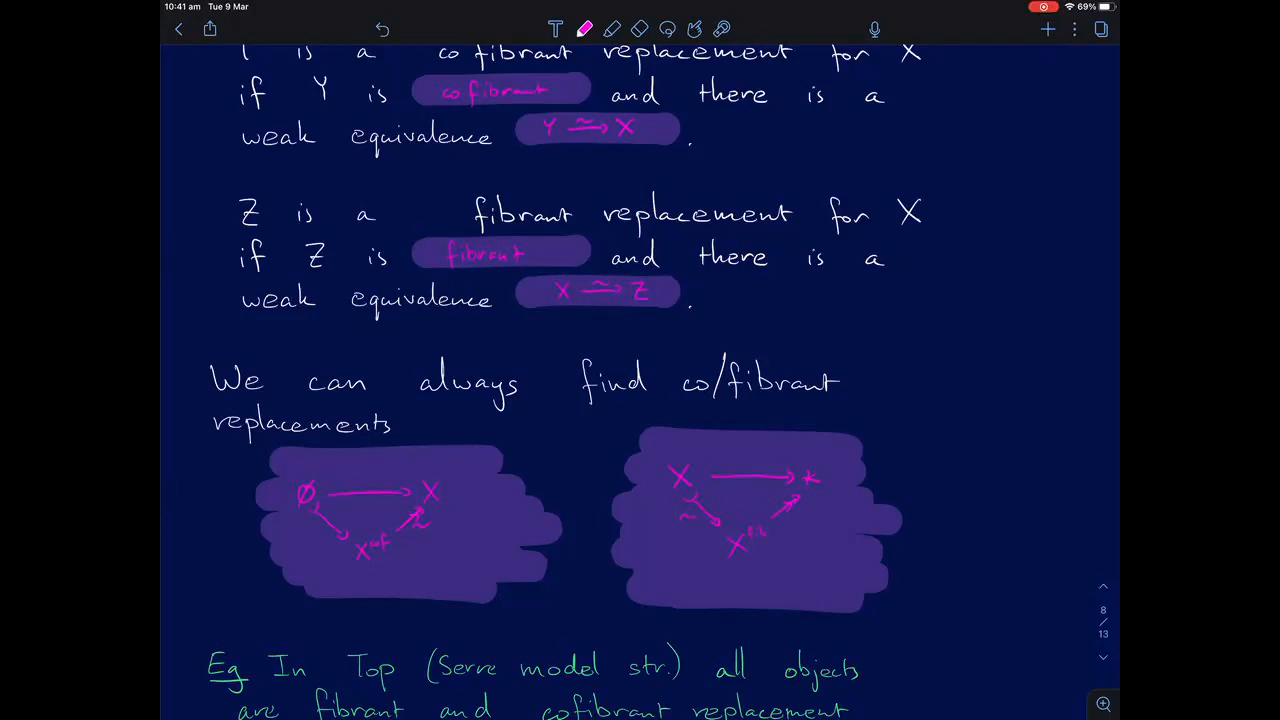 10:41 am Tue 9 Mar
69%
Y is a cofibrant replacement for X
if Y is cofibrant and there is a
weak equivalence Y ⥲ X .
Z is a fibrant replacement for X
if Z is fibrant and there is a
weak equivalence X ⥲ Z .
We can always find co/fibrant
replacements
∅ → X
~
X^cof
X → *
~
X^fib
8
/
13
Eg In Top (Serre model str.) all objects
are fibrant and cofibrant replacement